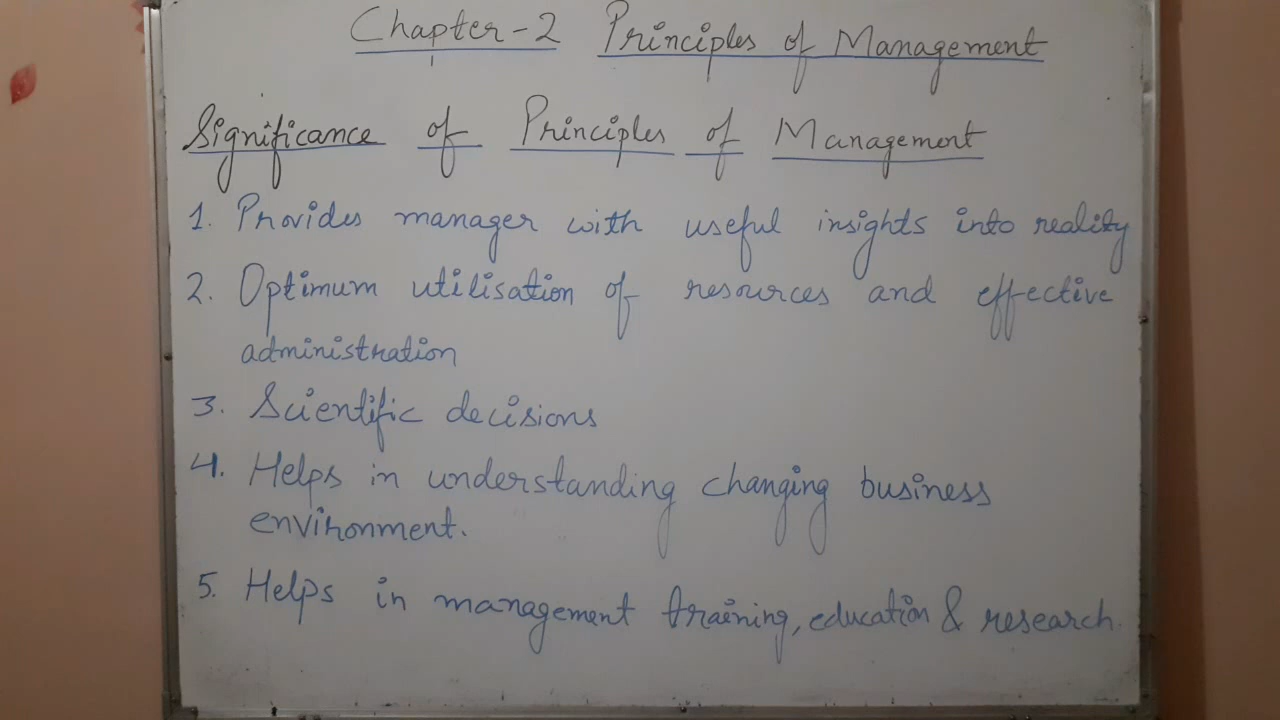 Chapter-2 Principles of Management
Significance of Principles of Management
1. Provides manager with useful insights into reality
2. Optimum utilisation of resources and effective
administration
3. Scientific decisions
4. Helps in understanding changing business
environment.
5. Helps in management training, education & research.